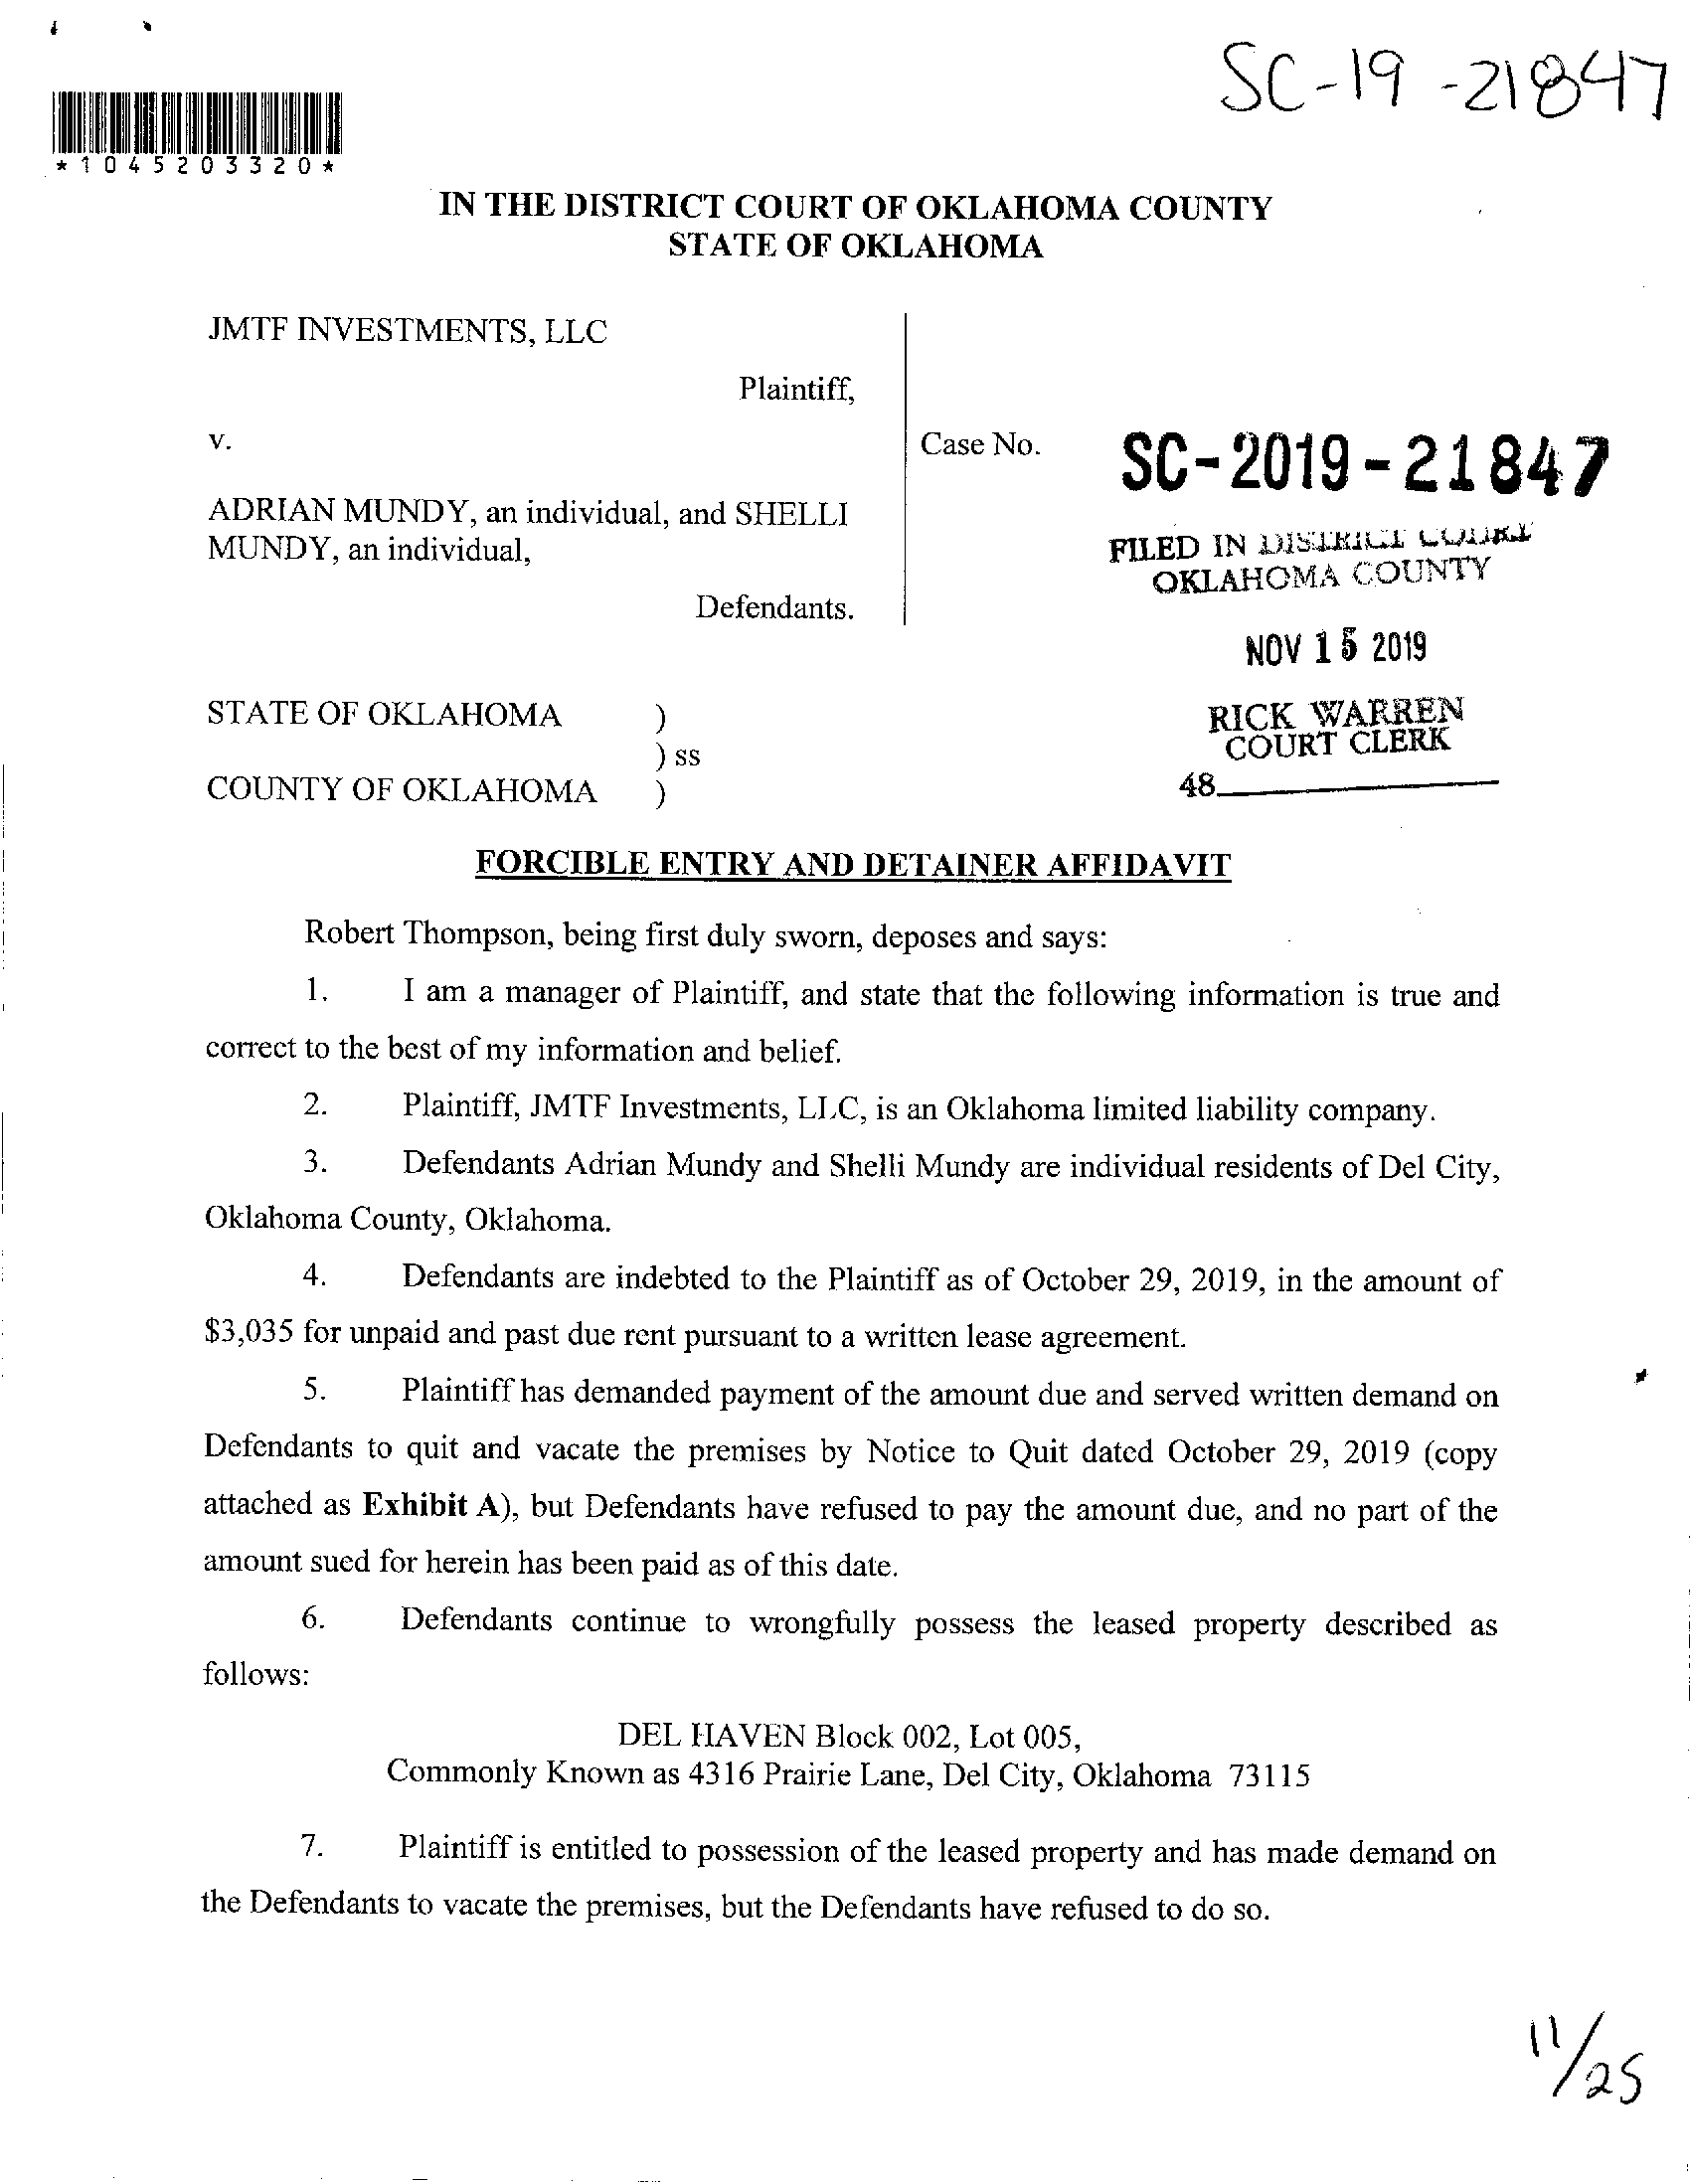 SC-19-21847
*1045203320*
IN THE DISTRICT COURT OF OKLAHOMA COUNTY
STATE OF OKLAHOMA
JMTF INVESTMENTS, LLC
Plaintiff,
v.
Case No.
SC-2019-21847
ADRIAN MUNDY, an individual, and SHELLI
MUNDY, an individual,
Defendants.
FILED IN DISTRICT COURT
OKLAHOMA COUNTY
NOV 15 2019
RICK WARREN
COURT CLERK
48
STATE OF OKLAHOMA )
) ss
COUNTY OF OKLAHOMA )
FORCIBLE ENTRY AND DETAINER AFFIDAVIT
Robert Thompson, being first duly sworn, deposes and says:
1. I am a manager of Plaintiff, and state that the following information is true and
correct to the best of my information and belief.
2. Plaintiff, JMTF Investments, LLC, is an Oklahoma limited liability company.
3. Defendants Adrian Mundy and Shelli Mundy are individual residents of Del City,
Oklahoma County, Oklahoma.
4. Defendants are indebted to the Plaintiff as of October 29, 2019, in the amount of
$3,035 for unpaid and past due rent pursuant to a written lease agreement.
5. Plaintiff has demanded payment of the amount due and served written demand on
Defendants to quit and vacate the premises by Notice to Quit dated October 29, 2019 (copy
attached as Exhibit A), but Defendants have refused to pay the amount due, and no part of the
amount sued for herein has been paid as of this date.
6. Defendants continue to wrongfully possess the leased property described as
follows:
DEL HAVEN Block 002, Lot 005,
Commonly Known as 4316 Prairie Lane, Del City, Oklahoma 73115
7. Plaintiff is entitled to possession of the leased property and has made demand on
the Defendants to vacate the premises, but the Defendants have refused to do so.
11/25